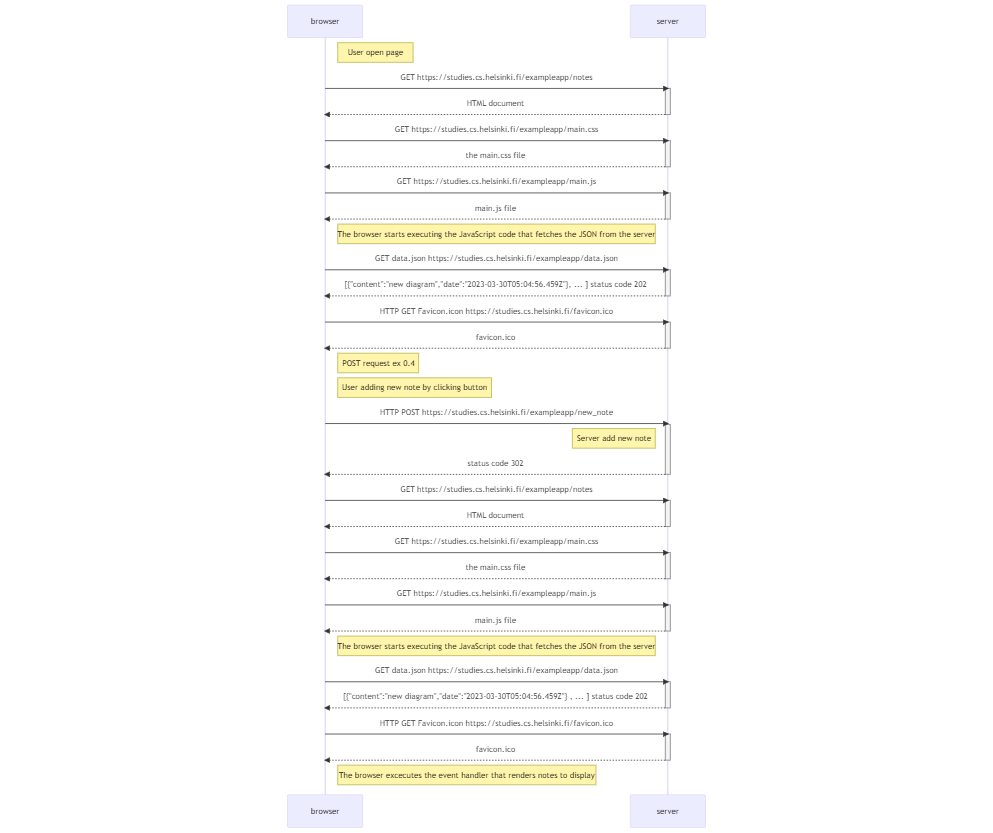 browser
server
User open page
GET https://studies.cs.helsinki.fi/exampleapp/notes
HTML document
GET https://studies.cs.helsinki.fi/exampleapp/main.css
the main.css file
GET https://studies.cs.helsinki.fi/exampleapp/main.js
main.js file
The browser starts executing the JavaScript code that fetches the JSON from the server
GET data.json https://studies.cs.helsinki.fi/exampleapp/data.json
[{"content":"new diagram","date":"2023-03-30T05:04:56.459Z"}, ... ] status code 202
HTTP GET Favicon.icon https://studies.cs.helsinki.fi/favicon.ico
favicon.ico
POST request ex 0.4
User adding new note by clicking button
HTTP POST https://studies.cs.helsinki.fi/exampleapp/new_note
Server add new note
status code 302
GET https://studies.cs.helsinki.fi/exampleapp/notes
HTML document
GET https://studies.cs.helsinki.fi/exampleapp/main.css
the main.css file
GET https://studies.cs.helsinki.fi/exampleapp/main.js
main.js file
The browser starts executing the JavaScript code that fetches the JSON from the server
GET data.json https://studies.cs.helsinki.fi/exampleapp/data.json
[{"content":"new diagram","date":"2023-03-30T05:04:56.459Z"} , ... ] status code 202
HTTP GET Favicon.icon https://studies.cs.helsinki.fi/favicon.ico
favicon.ico
The browser excecutes the event handler that renders notes to display
browser
server